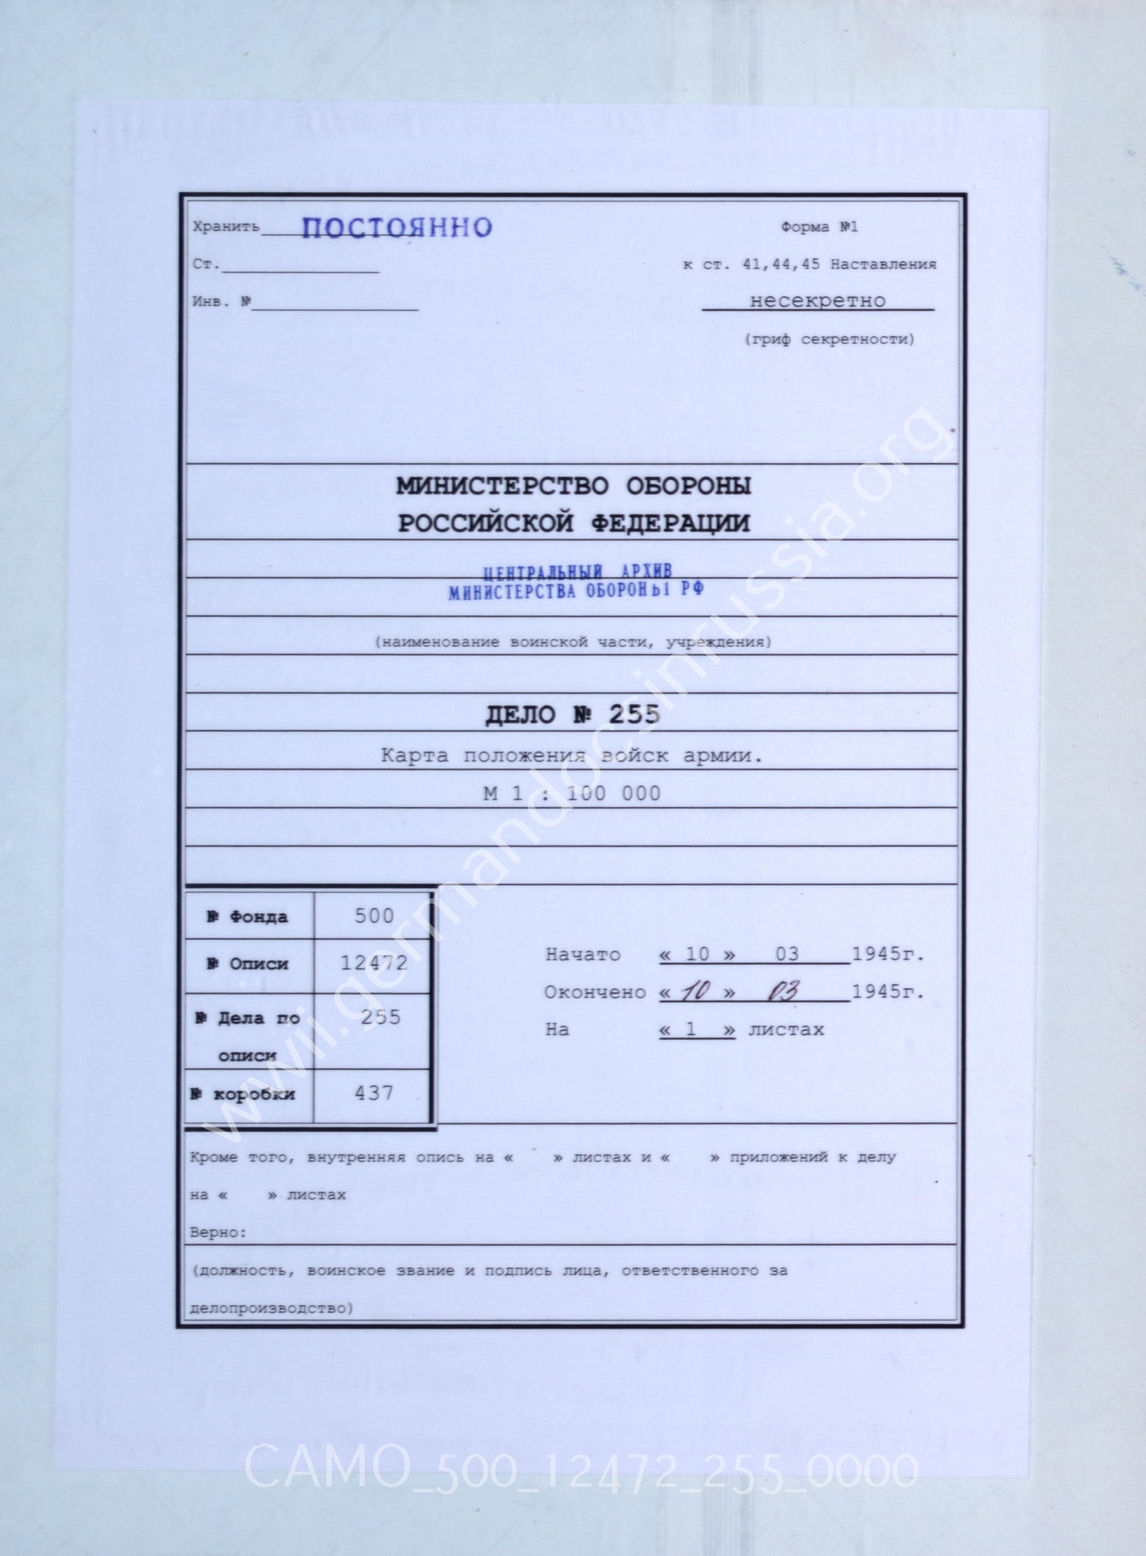 Хранить ПОСТОЯННО
Форма №1
Ст.
к ст. 41,44,45 Наставления
Инв. №
несекретно
(гриф секретности)
МИНИСТЕРСТВО ОБОРОНЫ
РОССИЙСКОЙ ФЕДЕРАЦИИ
ЦЕНТРАЛЬНЫЙ АРХИВ
МИНИСТЕРСТВА ОБОРОНЫ РФ
(наименование воинской части, учреждения)
ДЕЛО № 255
Карта положения войск армии.
М 1 : 100 000
№ Фонда 500
№ Описи 12472
№ Дела по 255
описи
№ коробки 437
Начато « 10 » 03 1945г.
Окончено « 10 » 03 1945г.
На « 1 » листах
Кроме того, внутренняя опись на « » листах и « » приложений к делу
на « » листах
Верно:
(должность, воинское звание и подпись лица, ответственного за
делопроизводство)
wwii.germandocsinrussia.org
CAMO_500_12472_255_0000